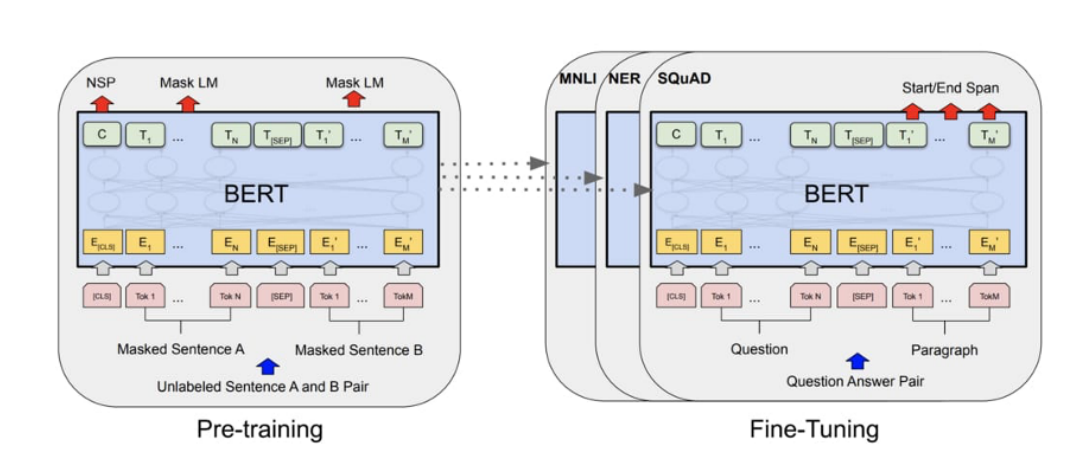 NSP Mask LM Mask LM
C T1 ... TN T[SEP] T1' ... TM'
BERT
E[CLS] E1 ... EN E[SEP] E1' ... EM'
[CLS] Tok 1 ... Tok N [SEP] Tok 1 ... TokM
Masked Sentence A Masked Sentence B
Unlabeled Sentence A and B Pair
Pre-training
MNLI NER SQuAD
Start/End Span
C T1 ... TN T[SEP] T1' ... TM'
BERT
E[CLS] E1 ... EN E[SEP] E1' ... EM'
[CLS] Tok 1 ... Tok N [SEP] Tok 1 ... TokM
Question Paragraph
Question Answer Pair
Fine-Tuning